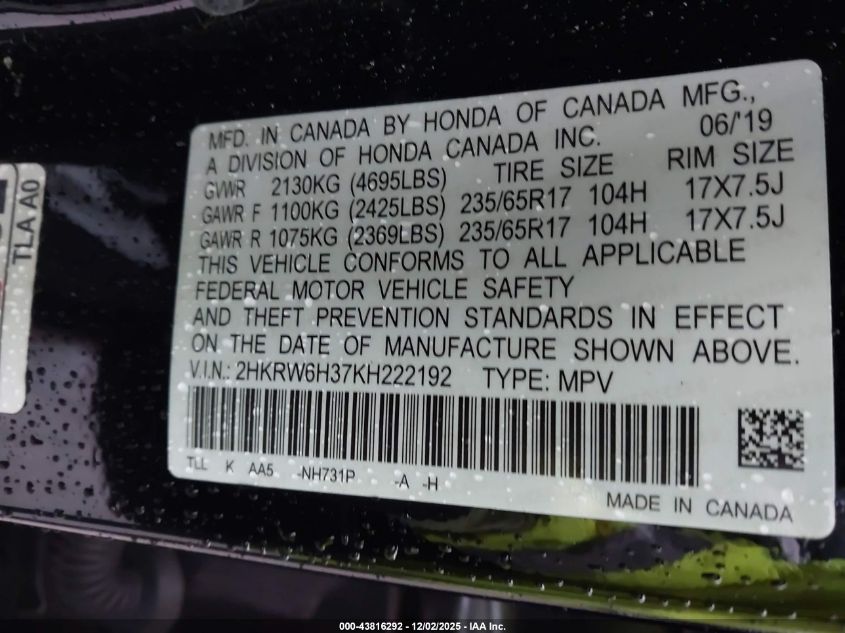 MFD. IN CANADA BY HONDA OF CANADA MFG.,
A DIVISION OF HONDA CANADA INC. 06/'19
GVWR 2130KG (4695LBS) TIRE SIZE RIM SIZE
GAWR F 1100KG (2425LBS) 235/65R17 104H 17X7.5J
GAWR R 1075KG (2369LBS) 235/65R17 104H 17X7.5J
THIS VEHICLE CONFORMS TO ALL APPLICABLE
FEDERAL MOTOR VEHICLE SAFETY
AND THEFT PREVENTION STANDARDS IN EFFECT
ON THE DATE OF MANUFACTURE SHOWN ABOVE.
V.I.N.: 2HKRW6H37KH222192 TYPE: MPV
TLL K AA5 -NH731P -A -H
MADE IN CANADA
TLA A0
000-43816292 - 12/02/2025 - IAA Inc.